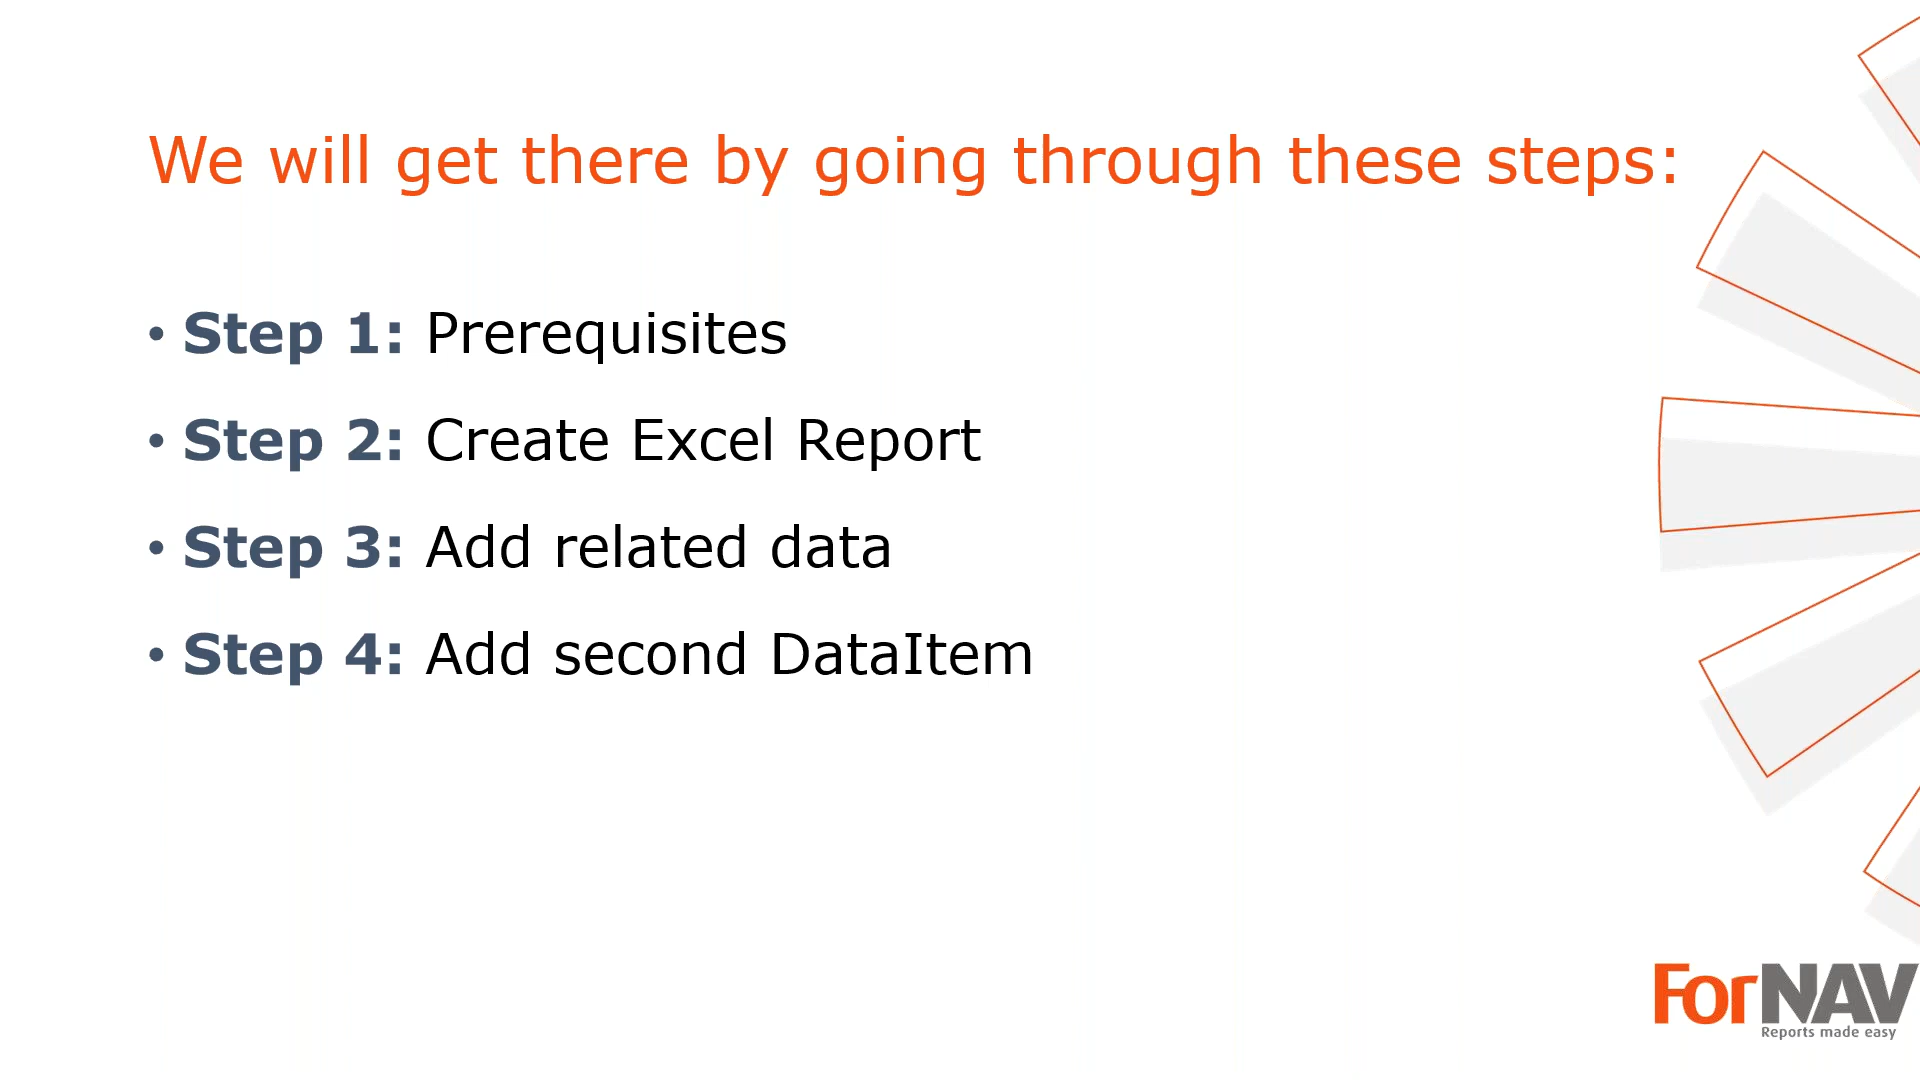 We will get there by going through these steps:
• Step 1: Prerequisites
• Step 2: Create Excel Report
• Step 3: Add related data
• Step 4: Add second DataItem
ForNAV
Reports made easy